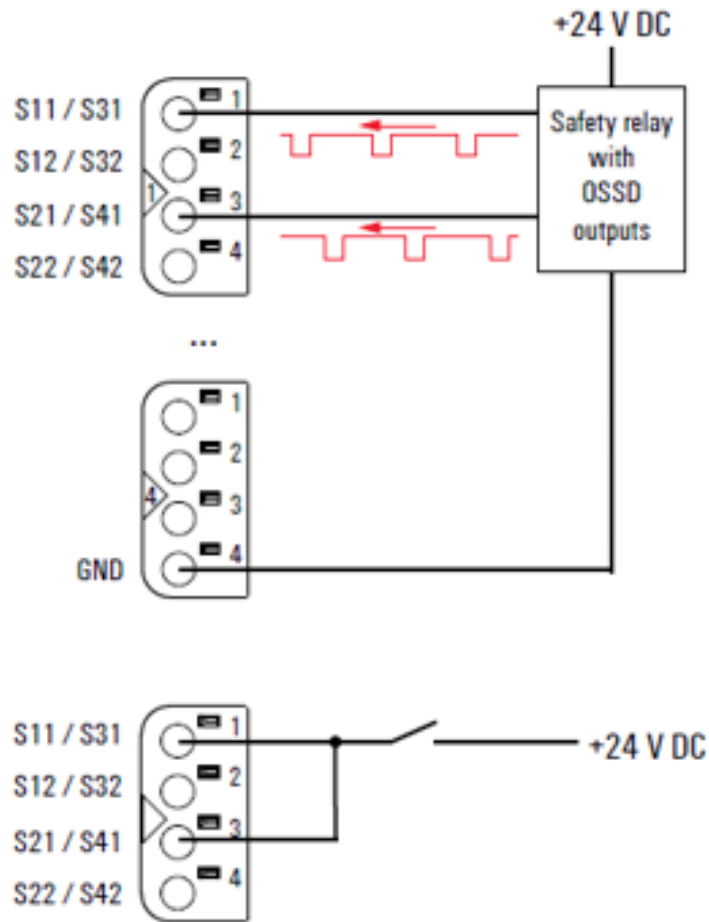 +24 V DC
S11 / S31
1
Safety relay
with
OSSD
outputs
S12 / S32
2
1
S21 / S41
3
S22 / S42
4
...
1
2
4
3
GND
4
S11 / S31
1
+24 V DC
S12 / S32
2
S21 / S41
3
S22 / S42
4